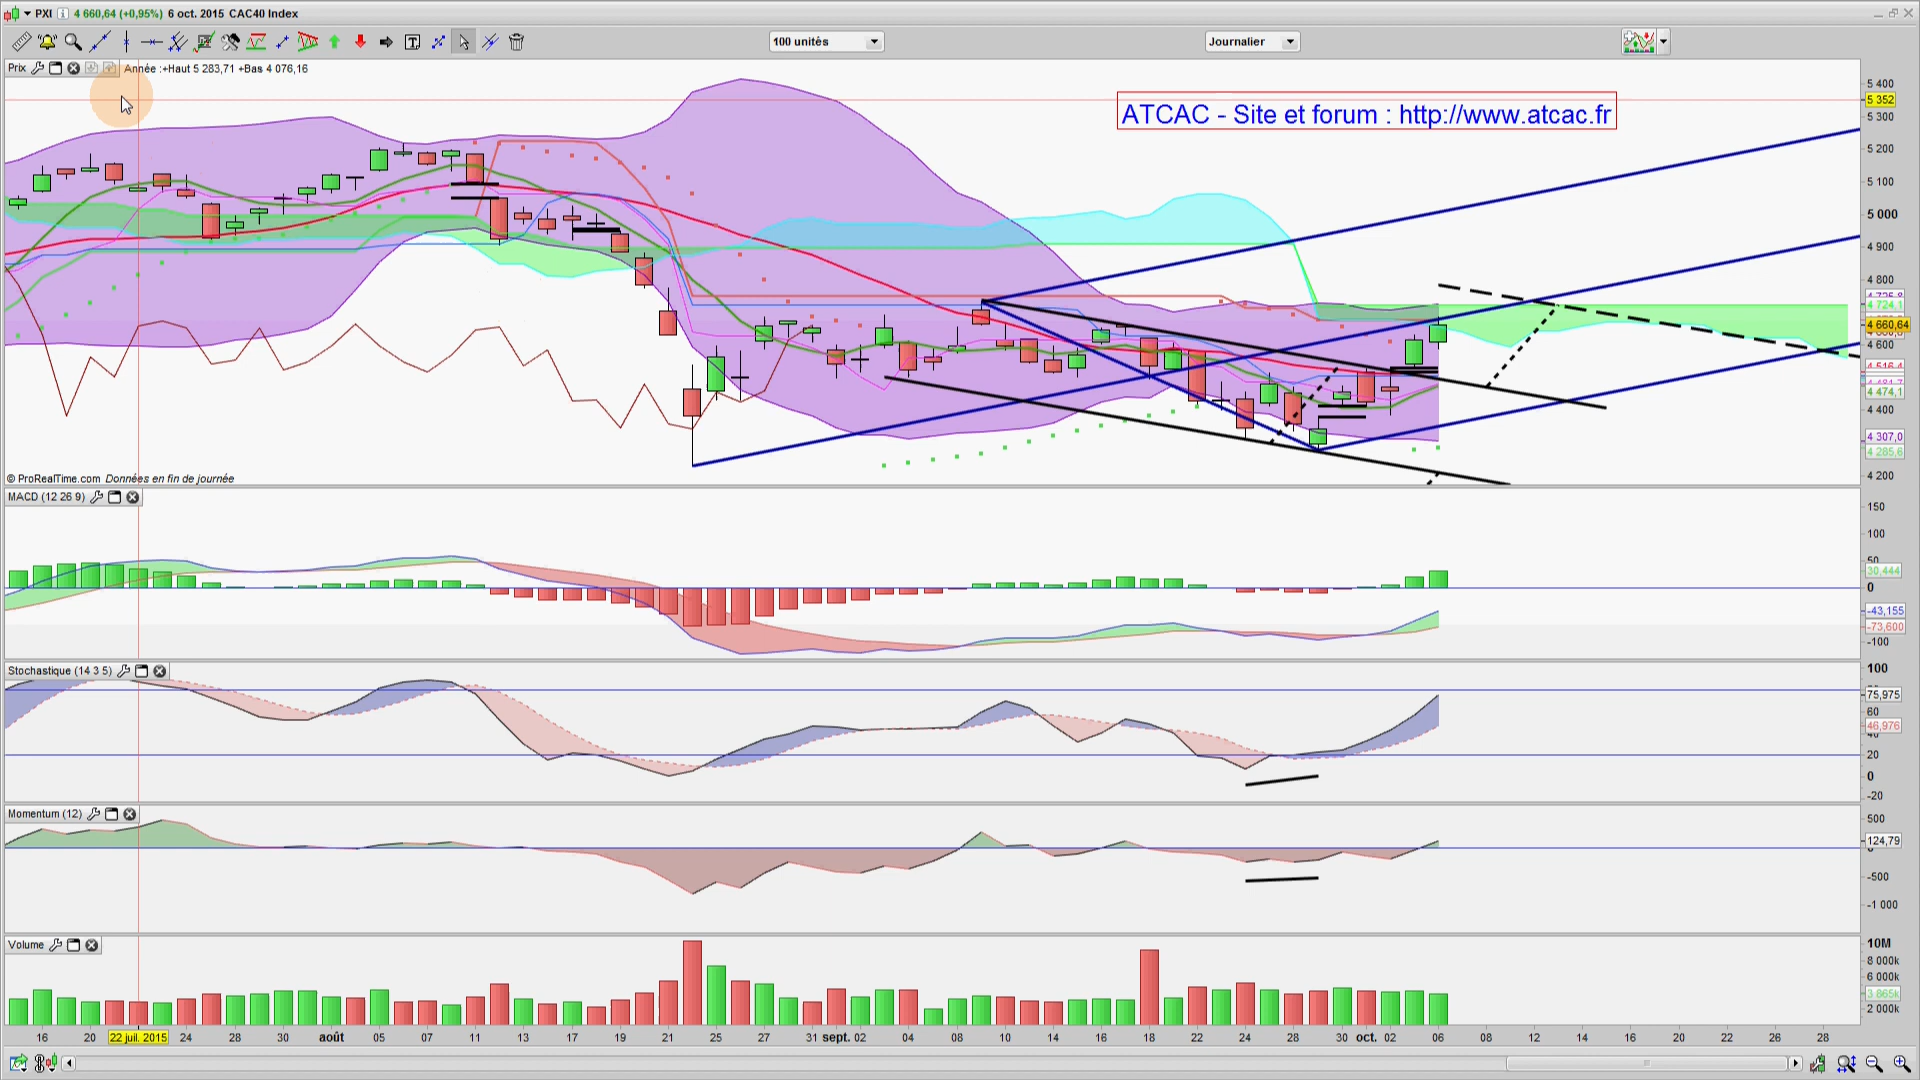 PXI 4 660,64 (+0,95%) 6 oct. 2015 CAC40 Index
100 unités Journalier
Prix Année :+Haut 5 283,71 +Bas 4 076,16
ATCAC - Site et forum : http://www.atcac.fr
5 400
5 352
5 300
5 200
5 100
5 000
4 900
4 800
4 724,1
4 660,64
4 600
4 516,4
4 474,1
4 400
4 307,0
4 285,6
4 200
© ProRealTime.com Données en fin de journée
MACD (12 26 9)
150
100
50
30,444
0
-43,155
-73,600
-100
Stochastique (14 3 5)
100
75,975
60
46,976
20
0
-20
Momentum (12)
500
124,79
-500
-1 000
Volume
10M
8 000k
6 000k
3 865k
2 000k
16 20 22 juil. 2015 24 28 30 août 05 07 11 13 17 19 21 25 27 31 sept. 02 04 08 10 14 16 18 22 24 28 30 oct. 02 06 08 12 14 16 20 22 26 28